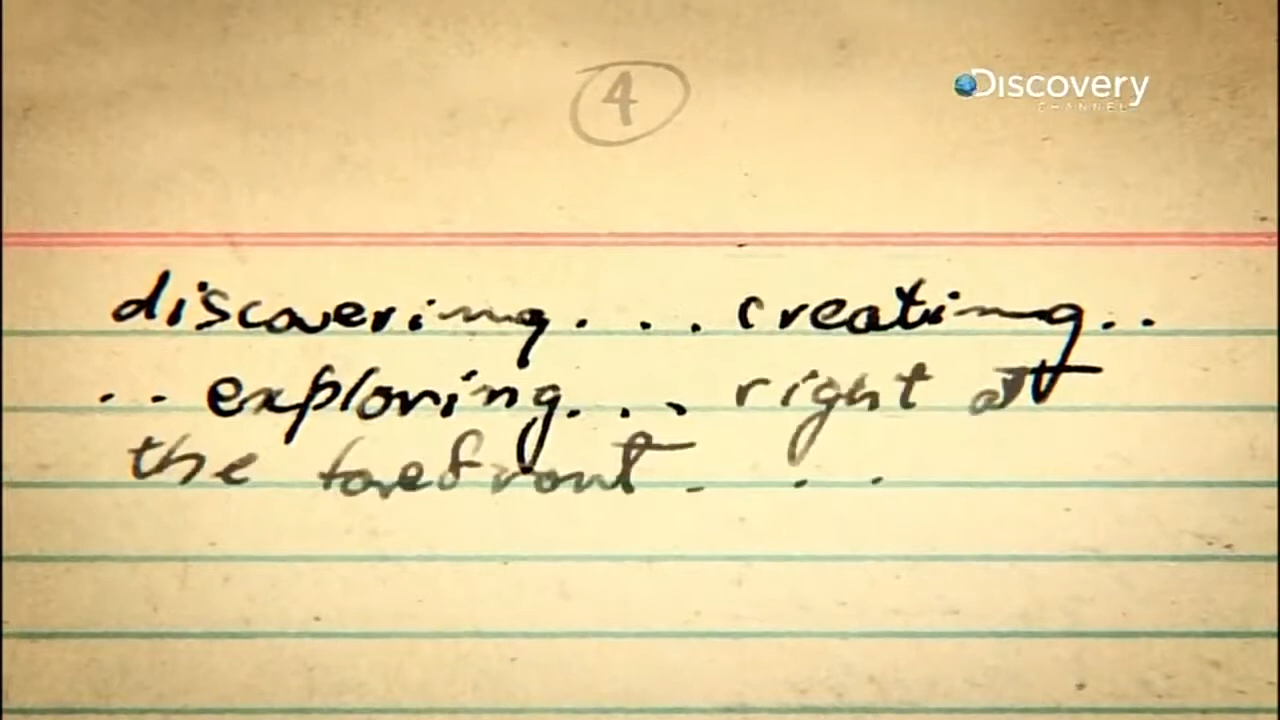 4
Discovery
CHANNEL
discovering. . . creating..
.. exploring. . . right at
the forefront. . .